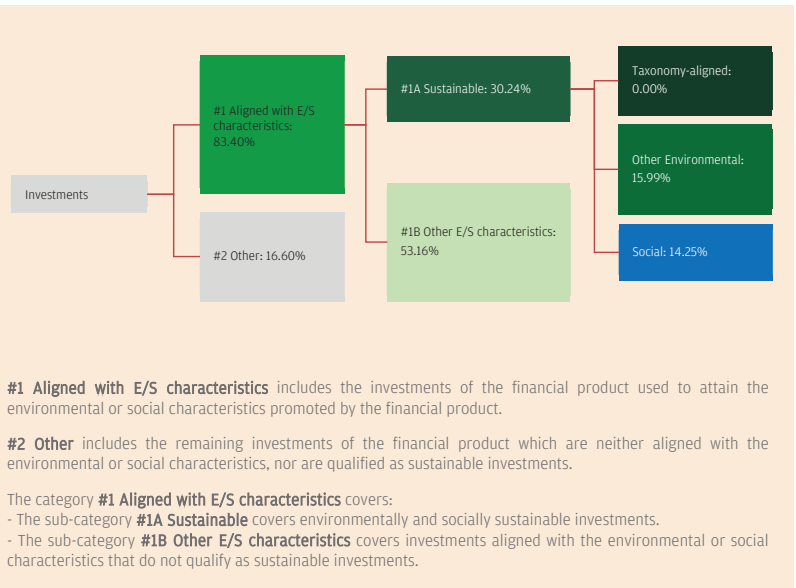 Investments
#1 Aligned with E/S
characteristics:
83.40%
#2 Other: 16.60%
#1A Sustainable: 30.24%
#1B Other E/S characteristics:
53.16%
Taxonomy-aligned:
0.00%
Other Environmental:
15.99%
Social: 14.25%
#1 Aligned with E/S characteristics includes the investments of the financial product used to attain the
environmental or social characteristics promoted by the financial product.
#2 Other includes the remaining investments of the financial product which are neither aligned with the
environmental or social characteristics, nor are qualified as sustainable investments.
The category #1 Aligned with E/S characteristics covers:
- The sub-category #1A Sustainable covers environmentally and socially sustainable investments.
- The sub-category #1B Other E/S characteristics covers investments aligned with the environmental or social
characteristics that do not qualify as sustainable investments.